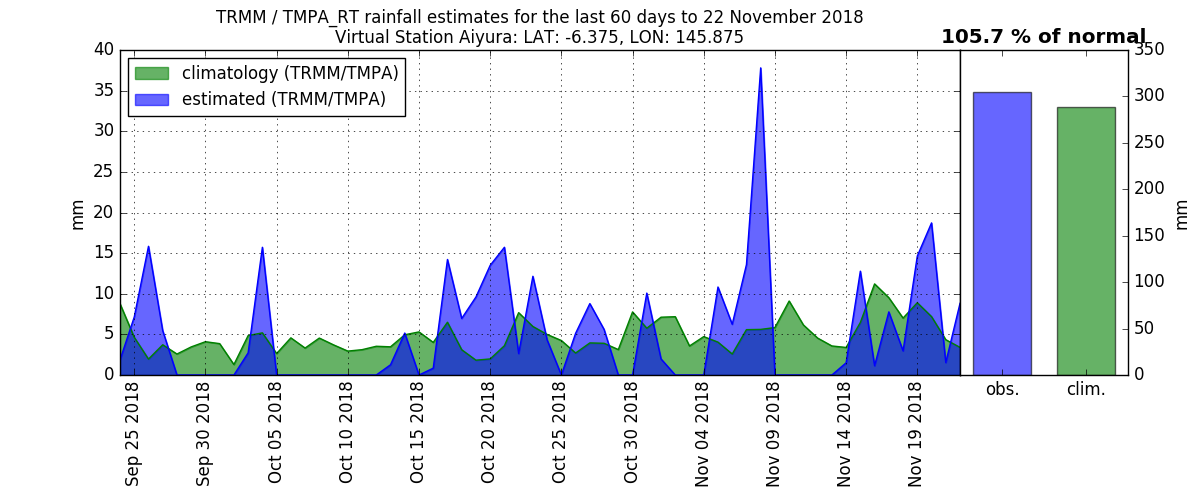 TRMM / TMPA_RT rainfall estimates for the last 60 days to 22 November 2018
Virtual Station Aiyura: LAT: -6.375, LON: 145.875
105.7 % of normal
climatology (TRMM/TMPA)
estimated (TRMM/TMPA)
mm
40
35
30
25
20
15
10
5
0
Sep 25 2018
Sep 30 2018
Oct 05 2018
Oct 10 2018
Oct 15 2018
Oct 20 2018
Oct 25 2018
Oct 30 2018
Nov 04 2018
Nov 09 2018
Nov 14 2018
Nov 19 2018
obs.
clim.
350
300
250
200
150
100
50
0
mm